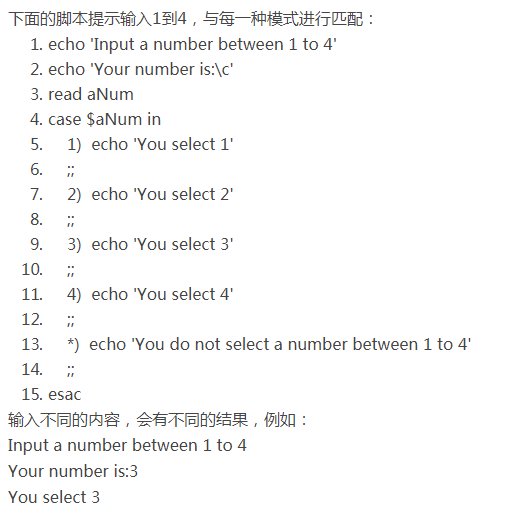 下面的脚本提示输入1到4，与每一种模式进行匹配：
1. echo 'Input a number between 1 to 4'
2. echo 'Your number is:\c'
3. read aNum
4. case $aNum in
5. 1) echo 'You select 1'
6. ;;
7. 2) echo 'You select 2'
8. ;;
9. 3) echo 'You select 3'
10. ;;
11. 4) echo 'You select 4'
12. ;;
13. *) echo 'You do not select a number between 1 to 4'
14. ;;
15. esac
输入不同的内容，会有不同的结果，例如：
Input a number between 1 to 4
Your number is:3
You select 3